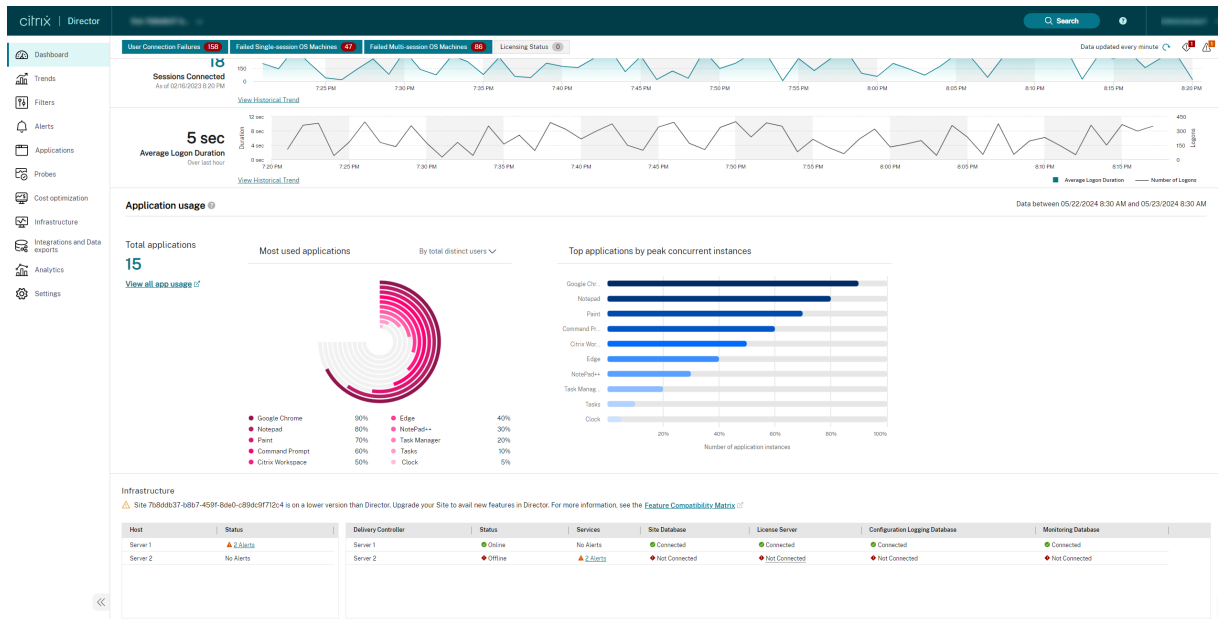 citrix | Director
Search
?
User Connection Failures 158 Failed Single-session OS Machines 47 Failed Multi-session OS Machines 86 Licensing Status 0
Data updated every minute 1 1
Dashboard
Trends
Filters
Alerts
Applications
Probes
Cost optimization
Infrastructure
Integrations and Data
exports
Analytics
Settings
18
Sessions Connected
As of 02/16/2023 8:20 PM
150
0
7:25 PM 7:30 PM 7:35 PM 7:40 PM 7:45 PM 7:50 PM 7:55 PM 8:00 PM 8:05 PM 8:10 PM 8:15 PM 8:20 PM
View Historical Trend
5 sec
Average Logon Duration
Over last hour
Duration
12 sec
8 sec
4 sec
0 sec
450
300
150
0
Logons
7:20 PM 7:25 PM 7:30 PM 7:35 PM 7:40 PM 7:45 PM 7:50 PM 7:55 PM 8:00 PM 8:05 PM 8:10 PM 8:15 PM
View Historical Trend
Average Logon Duration Number of Logons
Application usage ?
Data between 05/22/2024 8:30 AM and 05/23/2024 8:30 AM
Total applications
15
View all app usage
Most used applications
By total distinct users
Google Chrome 90% Edge 40%
Notepad 80% NotePad++ 30%
Paint 70% Task Manager 20%
Command Prompt 60% Tasks 10%
Citrix Workspace 50% Clock 5%
Top applications by peak concurrent instances
Google Chr...
Notepad
Paint
Command Pr...
Citrix Wor...
Edge
NotePad++
Task Manag...
Tasks
Clock
20% 40% 60% 80% 100%
Number of application instances
Infrastructure
Site 7b8ddb37-b8b7-459f-8de0-c89dc9f712c4 is on a lower version than Director. Upgrade your Site to avail new features in Director. For more information, see the Feature Compatibility Matrix
Host Status
Server 1 2 Alerts
Server 2 No Alerts
Delivery Controller Status Services Site Database License Server Configuration Logging Database Monitoring Database
Server 1 Online No Alerts Connected Connected Connected Connected
Server 2 Offline 2 Alerts Not Connected Not Connected Not Connected Not Connected